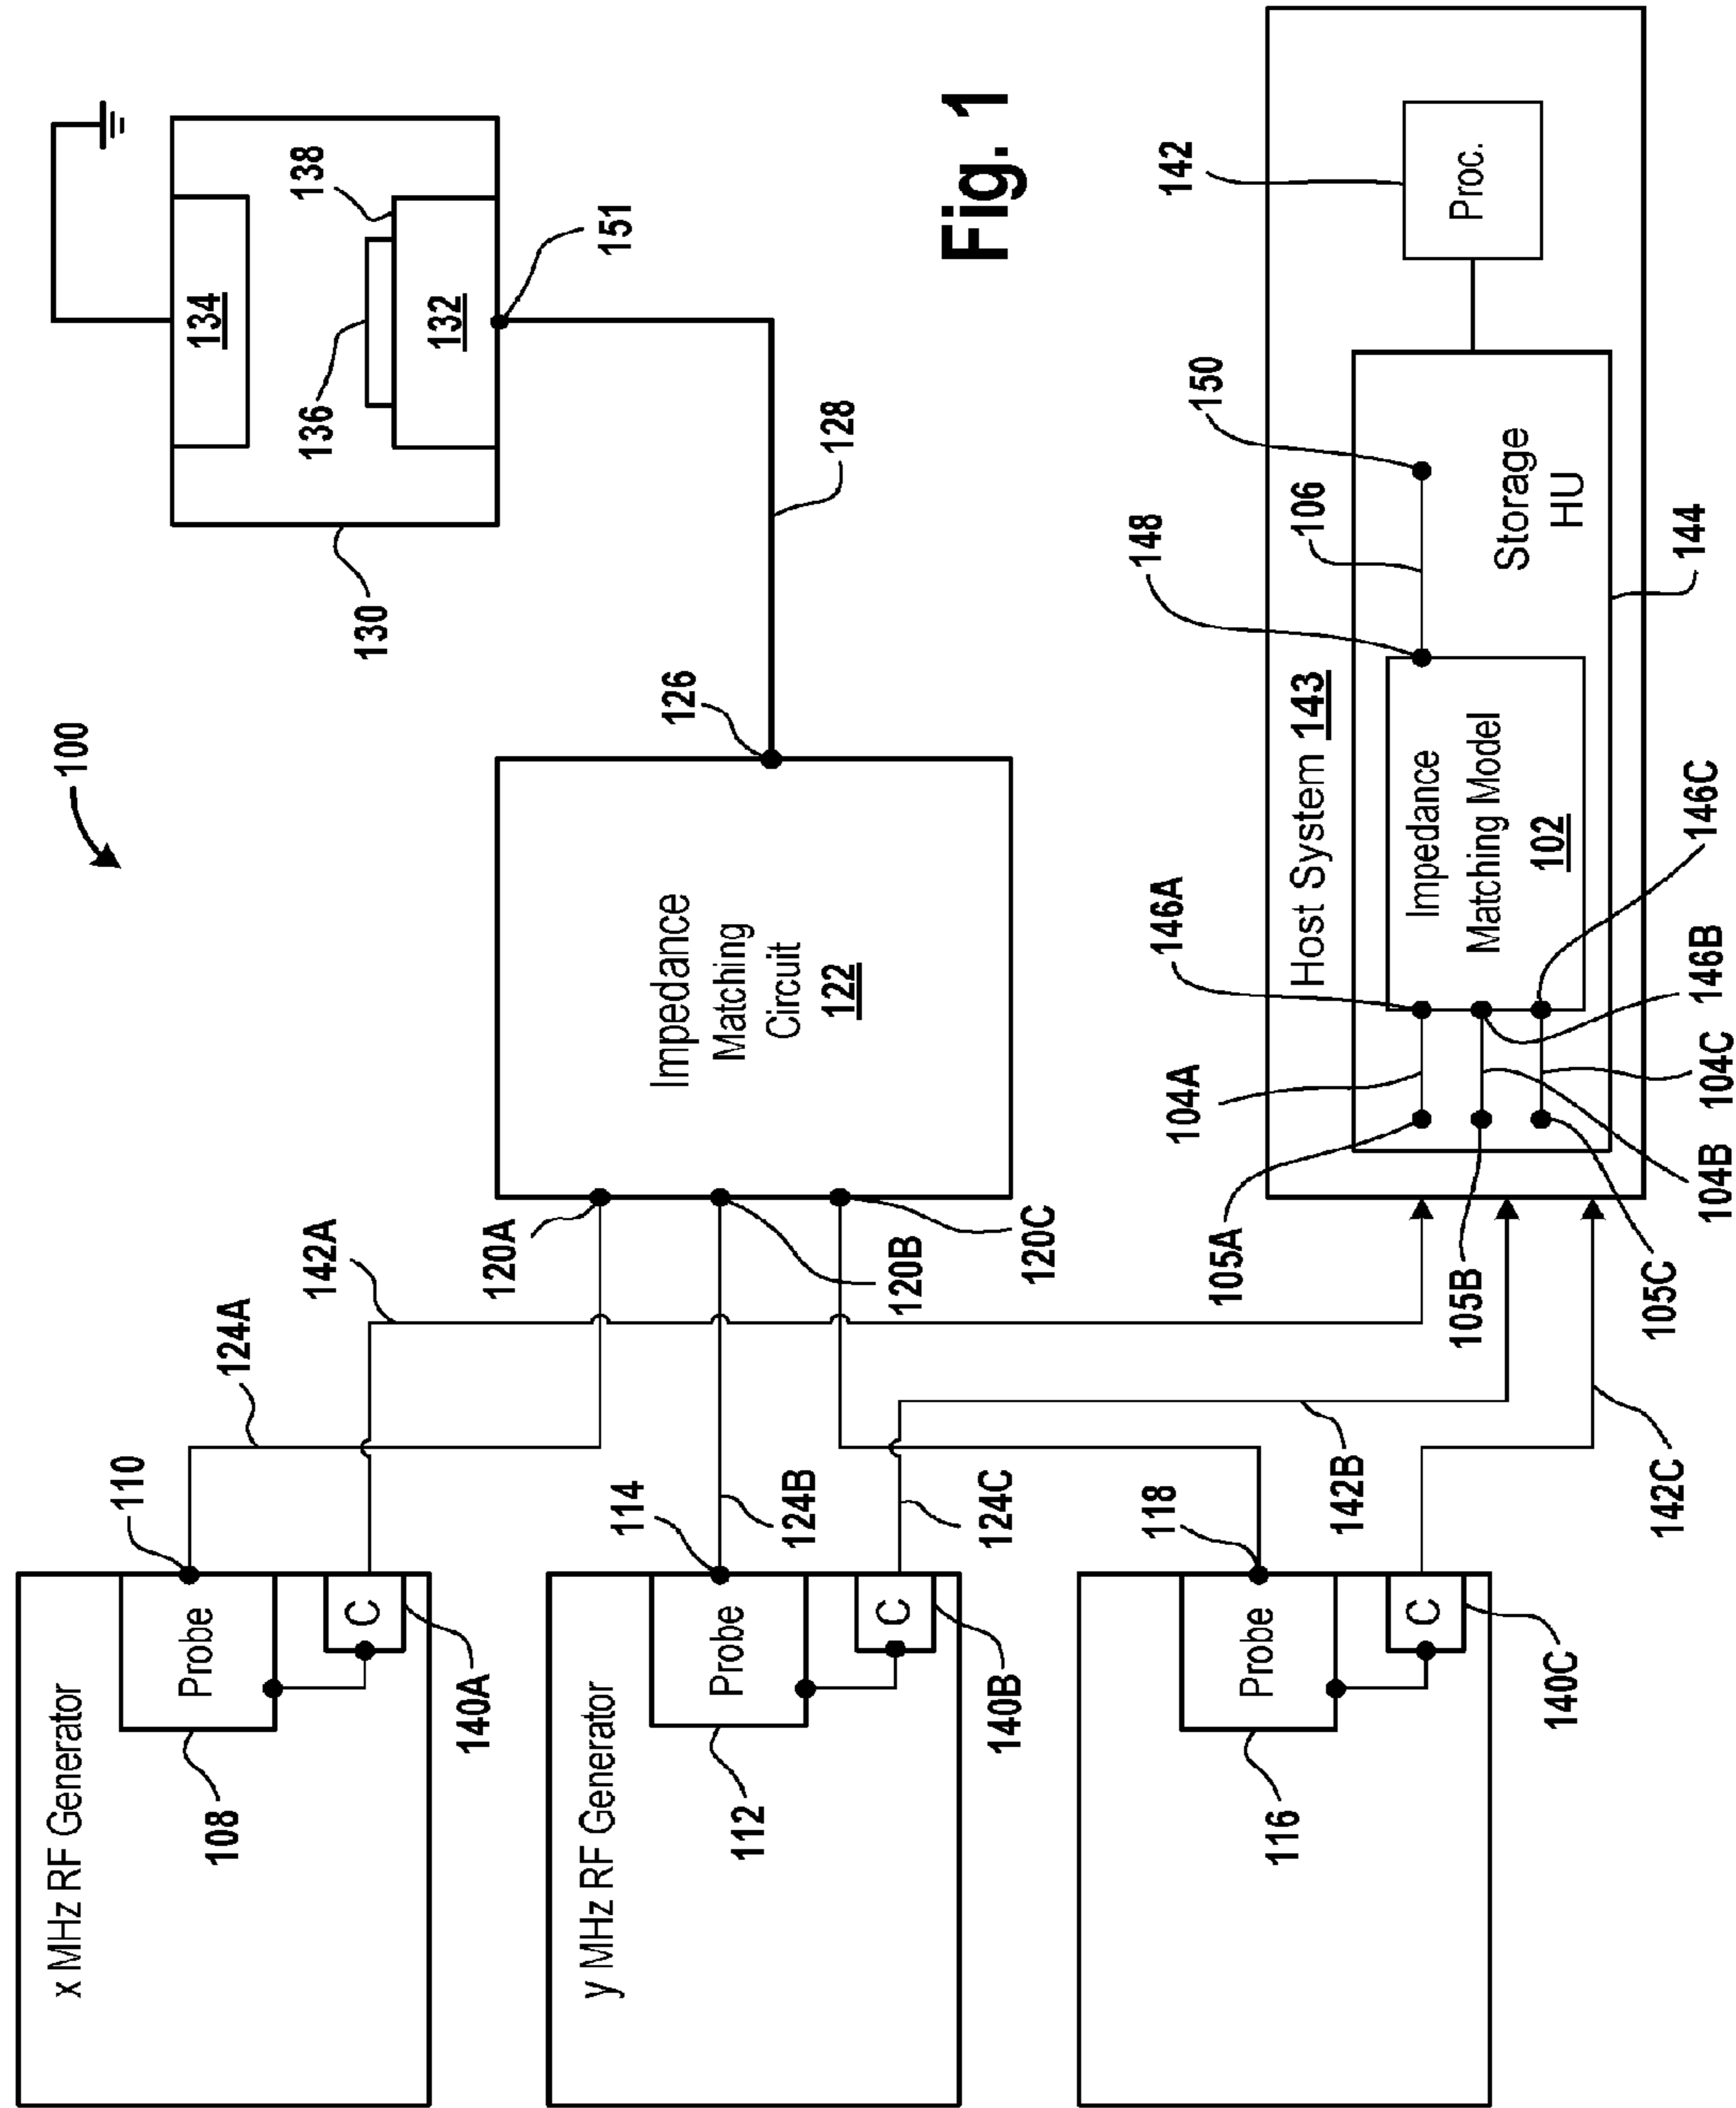 100
x MHz RF Generator
Probe
108
110
C
140A
124A
142A
y MHz RF Generator
Probe
112
114
C
140B
124B
124C
Probe
116
118
C
140C
142B
142C
120A
120B
120C
Impedance
Matching
Circuit
122
126
128
130
134
136
138
132
151
Fig. 1
Host System 143
104A
146A
105A
105B
105C
104B
104C
146B
146C
Impedance
Matching Model
102
148
106
150
Storage
HU
144
142
Proc.